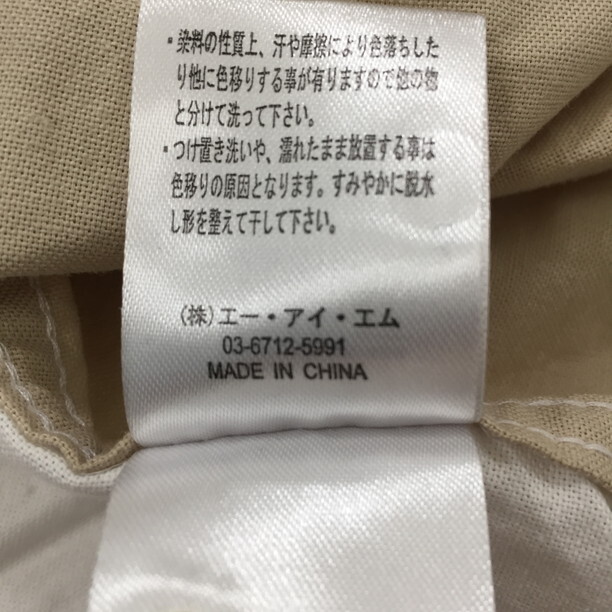 ・染料の性質上、汗や摩擦により色落ちした
り他に色移りする事が有りますので他の物
と分けて洗って下さい。
・つけ置き洗いや、濡れたまま放置する事は
色移りの原因となります。すみやかに脱水
し形を整えて干して下さい。
(株)エー・アイ・エム
03-6712-5991
MADE IN CHINA